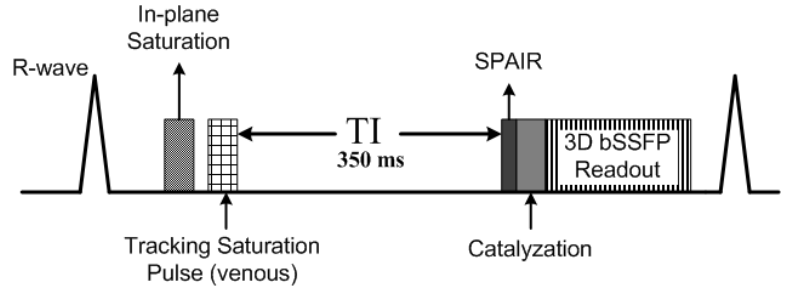 In-plane
Saturation
R-wave
SPAIR
TI
350 ms
3D bSSFP
Readout
Tracking Saturation
Pulse (venous)
Catalyzation